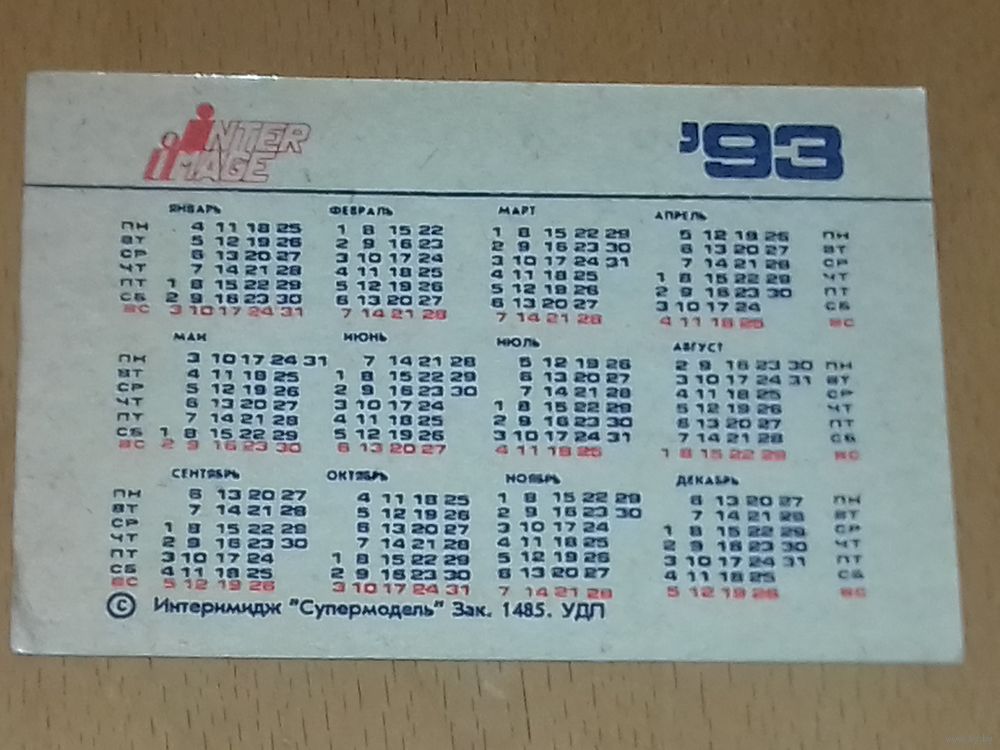 INTER IMAGE '93
ЯНВАРЬ ФЕВРАЛЬ МАРТ АПРЕЛЬ
ПН 4 11 18 25 1 8 15 22 1 8 15 22 29 5 12 19 26 ПН
ВТ 5 12 19 26 2 9 16 23 2 9 16 23 30 6 13 20 27 ВТ
СР 6 13 20 27 3 10 17 24 3 10 17 24 31 7 14 21 28 СР
ЧТ 7 14 21 28 4 11 18 25 4 11 18 25 1 8 15 22 29 ЧТ
ПТ 1 8 15 22 29 5 12 19 26 5 12 19 26 2 9 16 23 30 ПТ
СБ 2 9 16 23 30 6 13 20 27 6 13 20 27 3 10 17 24 СБ
ВС 3 10 17 24 31 7 14 21 28 7 14 21 28 4 11 18 25 ВС
МАЙ ИЮНЬ ИЮЛЬ АВГУСТ
ПН 3 10 17 24 31 7 14 21 28 5 12 19 26 2 9 16 23 30 ПН
ВТ 4 11 18 25 1 8 15 22 29 6 13 20 27 3 10 17 24 31 ВТ
СР 5 12 19 26 2 9 16 23 30 7 14 21 28 4 11 18 25 СР
ЧТ 6 13 20 27 3 10 17 24 1 8 15 22 29 5 12 19 26 ЧТ
ПТ 7 14 21 28 4 11 18 25 2 9 16 23 30 6 13 20 27 ПТ
СБ 1 8 15 22 29 5 12 19 26 3 10 17 24 31 7 14 21 28 СБ
ВС 2 9 16 23 30 6 13 20 27 4 11 18 25 1 8 15 22 29 ВС
СЕНТЯБРЬ ОКТЯБРЬ НОЯБРЬ ДЕКАБРЬ
ПН 6 13 20 27 4 11 18 25 1 8 15 22 29 6 13 20 27 ПН
ВТ 7 14 21 28 5 12 19 26 2 9 16 23 30 7 14 21 28 ВТ
СР 1 8 15 22 29 6 13 20 27 3 10 17 24 1 8 15 22 29 СР
ЧТ 2 9 16 23 30 7 14 21 28 4 11 18 25 2 9 16 23 30 ЧТ
ПТ 3 10 17 24 1 8 15 22 29 5 12 19 26 3 10 17 24 31 ПТ
СБ 4 11 18 25 2 9 16 23 30 6 13 20 27 4 11 18 25 СБ
ВС 5 12 19 26 3 10 17 24 31 7 14 21 28 5 12 19 26 ВС
© Интеримидж "Супермодель" Зак. 1485. УДП